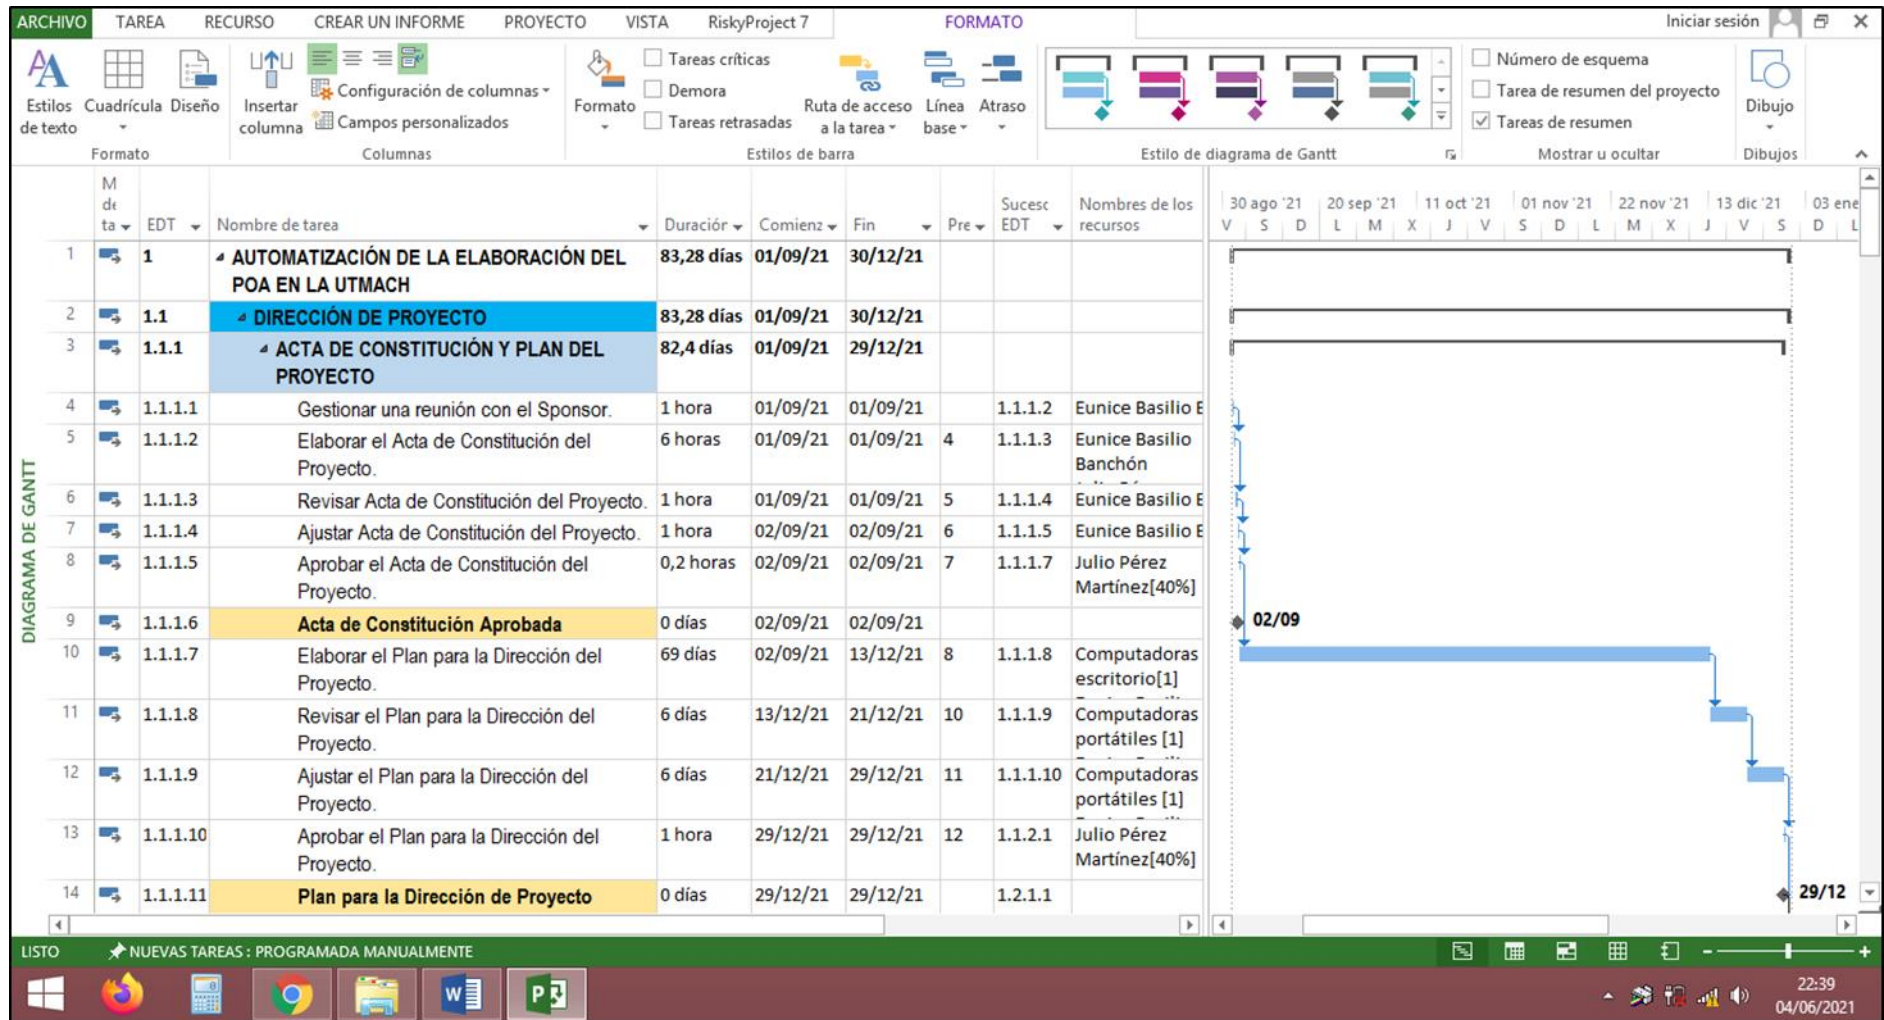 ARCHIVO TAREA RECURSO CREAR UN INFORME PROYECTO VISTA RiskyProject 7 FORMATO Iniciar sesión
Estilos de texto
Cuadrícula
Diseño
Formato
Insertar columna
Configuración de columnas
Campos personalizados
Columnas
Formato
Tareas críticas
Demora
Tareas retrasadas
Ruta de acceso a la tarea
Línea base
Atraso
Estilos de barra
Estilo de diagrama de Gantt
Número de esquema
Tarea de resumen del proyecto
Tareas de resumen
Mostrar u ocultar
Dibujo
Dibujos
EDT Nombre de tarea Duración Comienz Fin Pre Sucesc EDT Nombres de los recursos
30 ago '21 20 sep '21 11 oct '21 01 nov '21 22 nov '21 13 dic '21 03 ene
V S D L M X J V S D L M X J V S D L
DIAGRAMA DE GANTT
1 1 AUTOMATIZACIÓN DE LA ELABORACIÓN DEL 83,28 días 01/09/21 30/12/21
POA EN LA UTMACH
2 1.1 DIRECCIÓN DE PROYECTO 83,28 días 01/09/21 30/12/21
3 1.1.1 ACTA DE CONSTITUCIÓN Y PLAN DEL 82,4 días 01/09/21 29/12/21
PROYECTO
4 1.1.1.1 Gestionar una reunión con el Sponsor. 1 hora 01/09/21 01/09/21 1.1.1.2 Eunice Basilio
5 1.1.1.2 Elaborar el Acta de Constitución del 6 horas 01/09/21 01/09/21 4 1.1.1.3 Eunice Basilio
Proyecto. Banchón
6 1.1.1.3 Revisar Acta de Constitución del Proyecto. 1 hora 01/09/21 01/09/21 5 1.1.1.4 Eunice Basilio
7 1.1.1.4 Ajustar Acta de Constitución del Proyecto. 1 hora 02/09/21 02/09/21 6 1.1.1.5 Eunice Basilio
8 1.1.1.5 Aprobar el Acta de Constitución del 0,2 horas 02/09/21 02/09/21 7 1.1.1.7 Julio Pérez
Proyecto. Martínez[40%]
9 1.1.1.6 Acta de Constitución Aprobada 0 días 02/09/21 02/09/21 02/09
10 1.1.1.7 Elaborar el Plan para la Dirección del 69 días 02/09/21 13/12/21 8 1.1.1.8 Computadoras
Proyecto. escritorio[1]
11 1.1.1.8 Revisar el Plan para la Dirección del 6 días 13/12/21 21/12/21 10 1.1.1.9 Computadoras
Proyecto. portátiles [1]
12 1.1.1.9 Ajustar el Plan para la Dirección del 6 días 21/12/21 29/12/21 11 1.1.1.10 Computadoras
Proyecto. portátiles [1]
13 1.1.1.10 Aprobar el Plan para la Dirección del 1 hora 29/12/21 29/12/21 12 1.1.2.1 Julio Pérez
Proyecto. Martínez[40%]
14 1.1.1.11 Plan para la Dirección de Proyecto 0 días 29/12/21 29/12/21 1.2.1.1 29/12
LISTO NUEVAS TAREAS : PROGRAMADA MANUALMENTE
22:39
04/06/2021